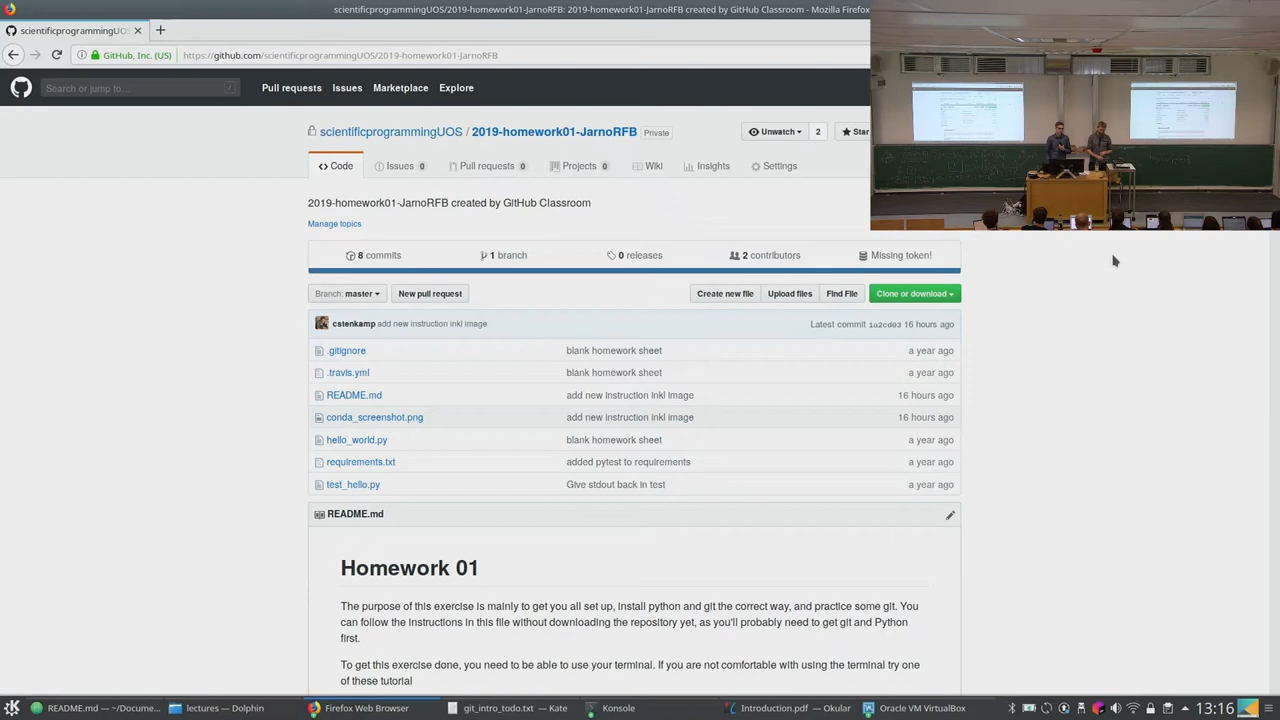 scientificprogrammingUOS/2019-homework01-JarnoRFB: 2019-homework01-JarnoRFB created by GitHub Classroom - Mozilla Firefox
scientificprogrammingUOS
GitHub, Inc. (US) https://github.com/scientificprogrammingUOS/2019-homework01-JarnoRFB
Search or jump to... / Pull requests Issues Marketplace Explore
scientificprogrammingUOS / 2019-homework01-JarnoRFB Private Unwatch 2 Star
Code Issues 0 Pull requests 0 Projects 0 Wiki Insights Settings
2019-homework01-JarnoRFB created by GitHub Classroom
Manage topics
8 commits 1 branch 0 releases 2 contributors Missing token!
Branch: master New pull request Create new file Upload files Find File Clone or download
cstenkamp add new instruction inkl image Latest commit 1a2cd03 16 hours ago
.gitignore blank homework sheet a year ago
.travis.yml blank homework sheet a year ago
README.md add new instruction inkl image 16 hours ago
conda_screenshot.png add new instruction inkl image 16 hours ago
hello_world.py blank homework sheet a year ago
requirements.txt added pytest to requirements a year ago
test_hello.py Give stdout back in test a year ago
README.md
Homework 01
The purpose of this exercise is mainly to get you all set up, install python and git the correct way, and practice some git. You
can follow the instructions in this file without downloading the repository yet, as you'll probably need to get git and Python
first.
To get this exercise done, you need to be able to use your terminal. If you are not comfortable with using the terminal try one
of these tutorial
README.md — ~/Docume... lectures — Dolphin Firefox Web Browser git_intro_todo.txt — Kate Konsole Introduction.pdf — Okular Oracle VM VirtualBox 13:16